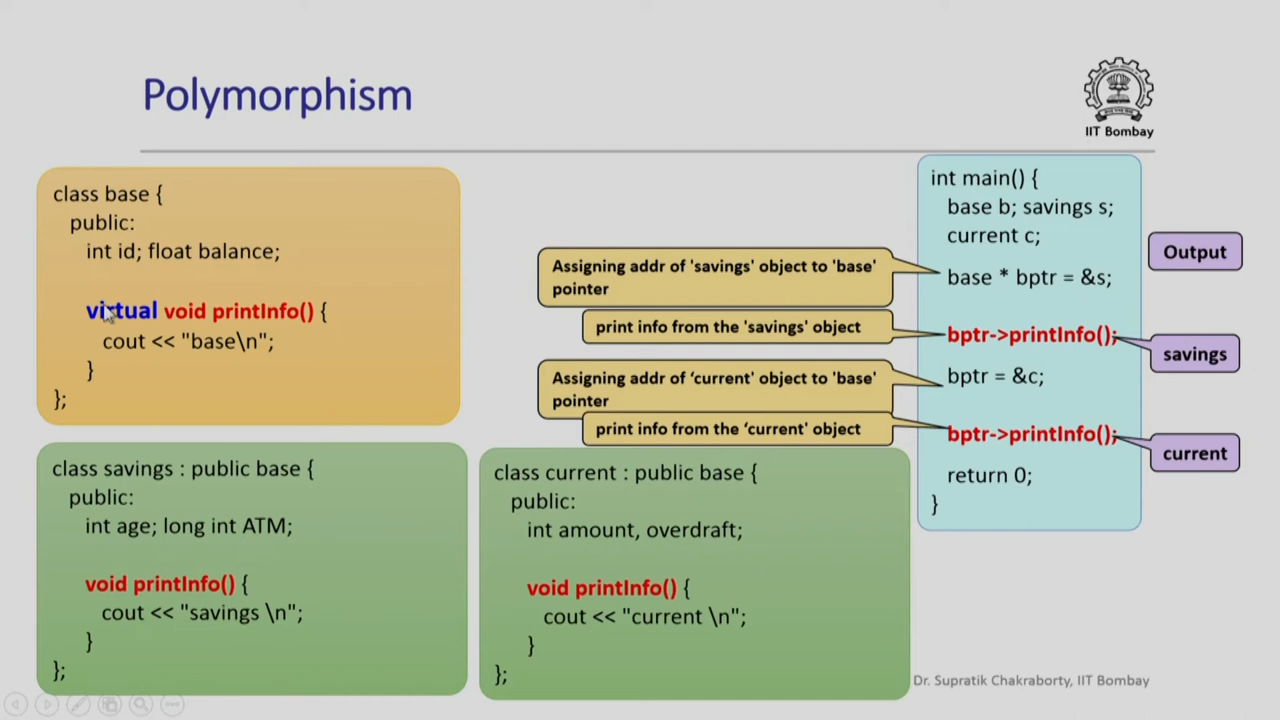 Polymorphism
IIT Bombay
class base {
public:
int id; float balance;
virtual void printInfo() {
cout << "base\n";
}
};
class savings : public base {
public:
int age; long int ATM;
void printInfo() {
cout << "savings \n";
}
};
class current : public base {
public:
int amount, overdraft;
void printInfo() {
cout << "current \n";
}
};
Assigning addr of 'savings' object to 'base'
pointer
print info from the 'savings' object
Assigning addr of ‘current' object to 'base'
pointer
print info from the ‘current' object
int main() {
base b; savings s;
current c;
base * bptr = &s;
bptr->printInfo();
bptr = &c;
bptr->printInfo();
return 0;
}
Output
savings
current
Dr. Supratik Chakraborty, IIT Bombay